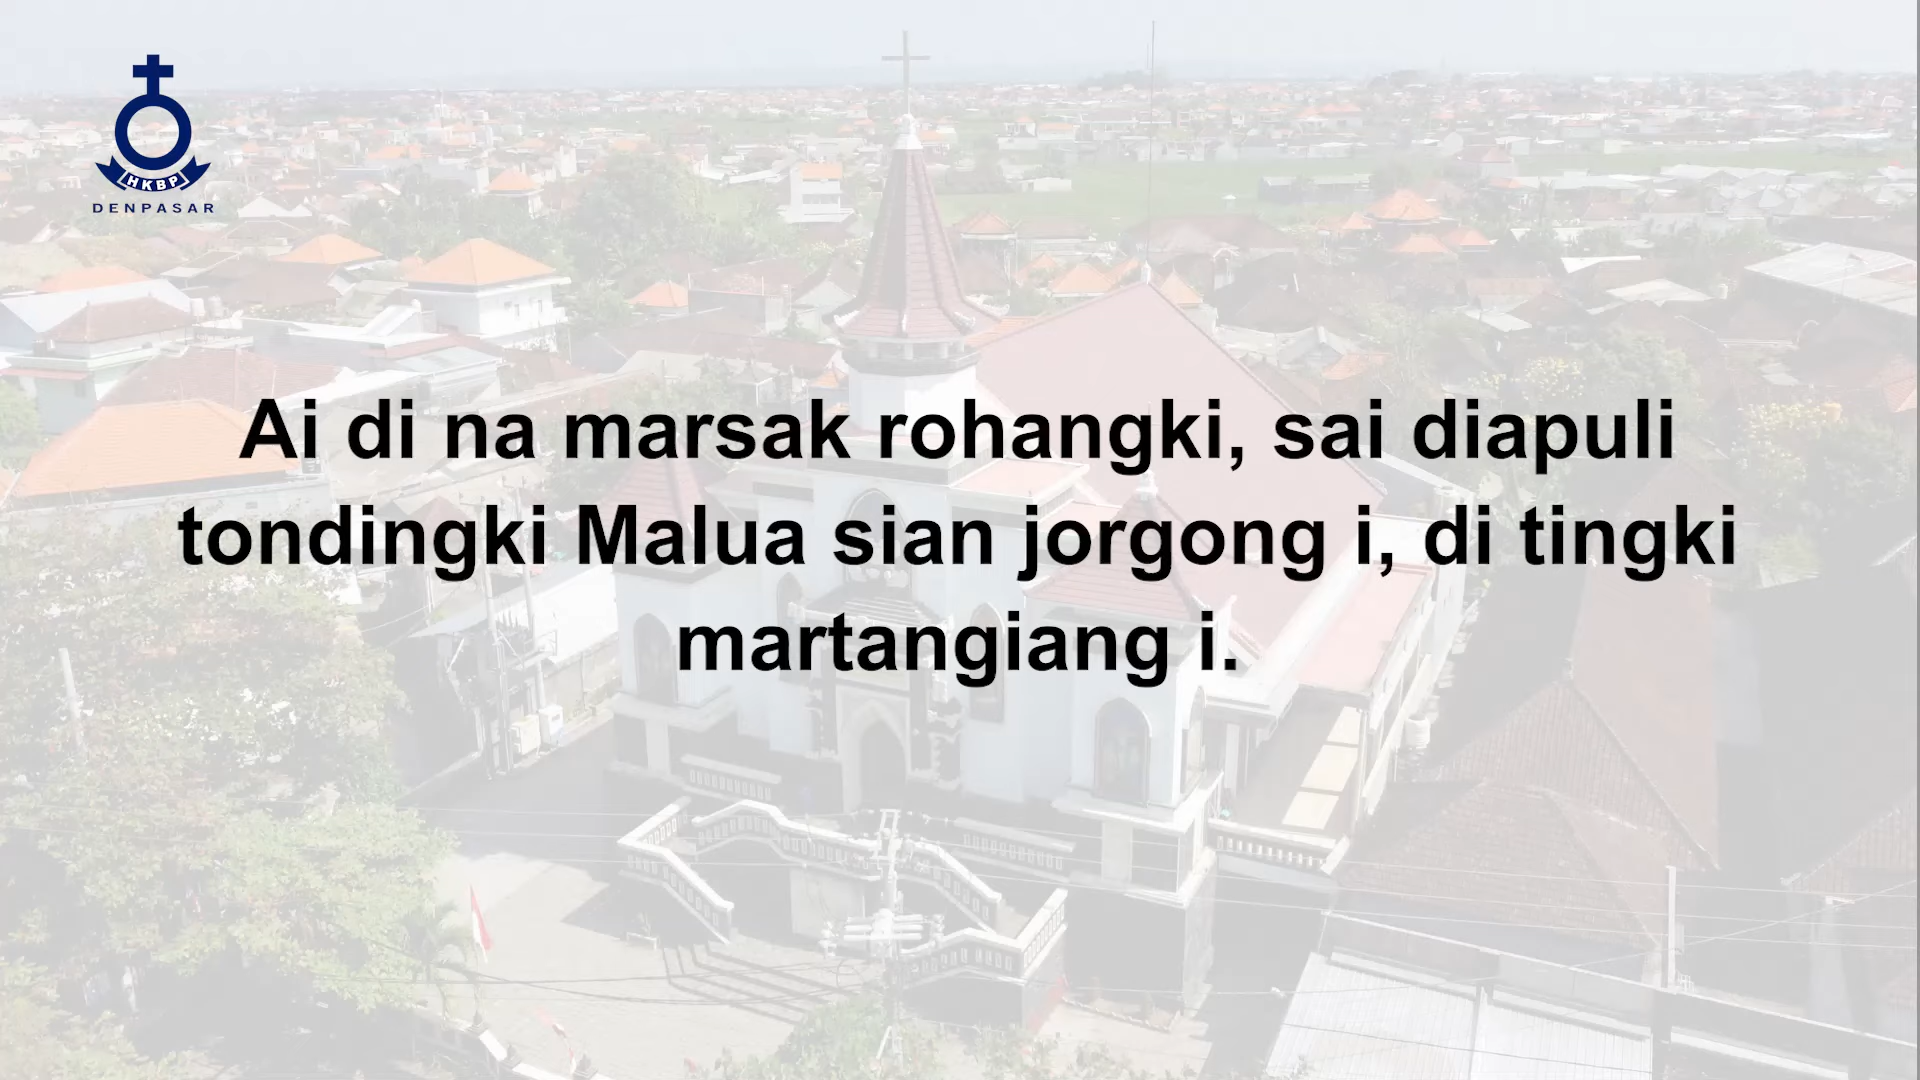 HKBP
DENPASAR
Ai di na marsak rohangki, sai diapuli
tondingki Malua sian jorgong i, di tingki
martangiang i.